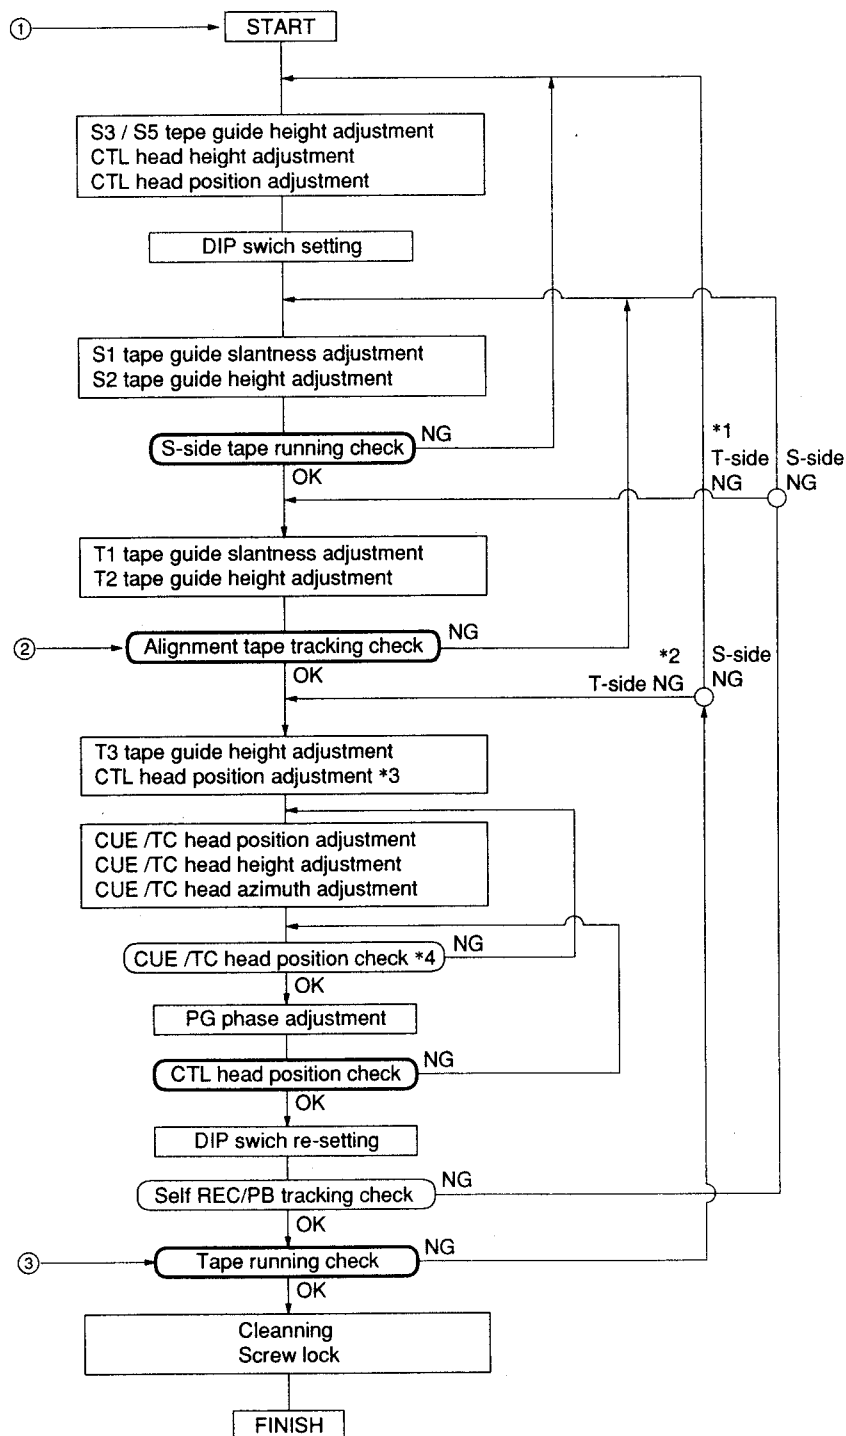 ① START
S3 / S5 tepe guide height adjustment
CTL head height adjustment
CTL head position adjustment
DIP swich setting
S1 tape guide slantness adjustment
S2 tape guide height adjustment
S-side tape running check
NG
OK
*1
T-side
NG
S-side
NG
T1 tape guide slantness adjustment
T2 tape guide height adjustment
② Alignment tape tracking check
NG
OK
*2
T-side NG
S-side
NG
T3 tape guide height adjustment
CTL head position adjustment *3
CUE /TC head position adjustment
CUE /TC head height adjustment
CUE /TC head azimuth adjustment
CUE /TC head position check *4
NG
OK
PG phase adjustment
CTL head position check
NG
OK
DIP swich re-setting
Self REC/PB tracking check
NG
OK
③ Tape running check
NG
OK
Cleanning
Screw lock
FINISH